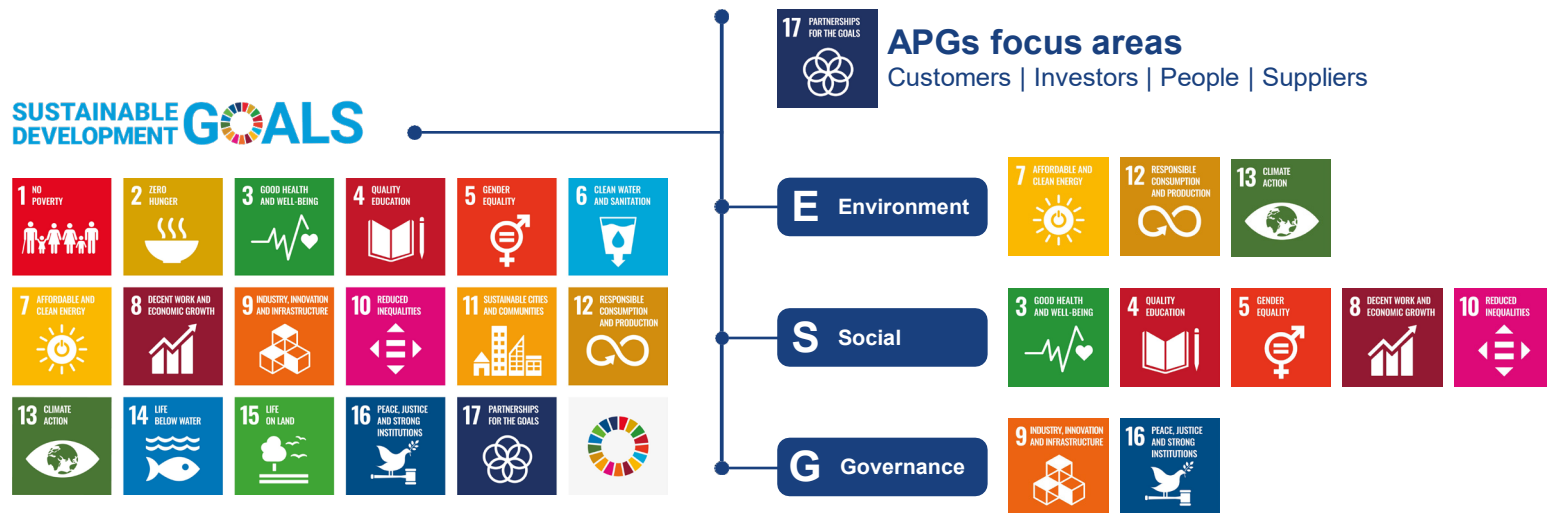 SUSTAINABLE
DEVELOPMENT
GOALS
1 NO
POVERTY
2 ZERO
HUNGER
3 GOOD HEALTH
AND WELL-BEING
4 QUALITY
EDUCATION
5 GENDER
EQUALITY
6 CLEAN WATER
AND SANITATION
7 AFFORDABLE AND
CLEAN ENERGY
8 DECENT WORK AND
ECONOMIC GROWTH
9 INDUSTRY, INNOVATION
AND INFRASTRUCTURE
10 REDUCED
INEQUALITIES
11 SUSTAINABLE CITIES
AND COMMUNITIES
12 RESPONSIBLE
CONSUMPTION
AND PRODUCTION
13 CLIMATE
ACTION
14 LIFE
BELOW WATER
15 LIFE
ON LAND
16 PEACE, JUSTICE
AND STRONG
INSTITUTIONS
17 PARTNERSHIPS
FOR THE GOALS
17 PARTNERSHIPS
FOR THE GOALS
APGs focus areas
Customers | Investors | People | Suppliers
E Environment
7 AFFORDABLE AND
CLEAN ENERGY
12 RESPONSIBLE
CONSUMPTION
AND PRODUCTION
13 CLIMATE
ACTION
S Social
3 GOOD HEALTH
AND WELL-BEING
4 QUALITY
EDUCATION
5 GENDER
EQUALITY
8 DECENT WORK AND
ECONOMIC GROWTH
10 REDUCED
INEQUALITIES
G Governance
9 INDUSTRY, INNOVATION
AND INFRASTRUCTURE
16 PEACE, JUSTICE
AND STRONG
INSTITUTIONS